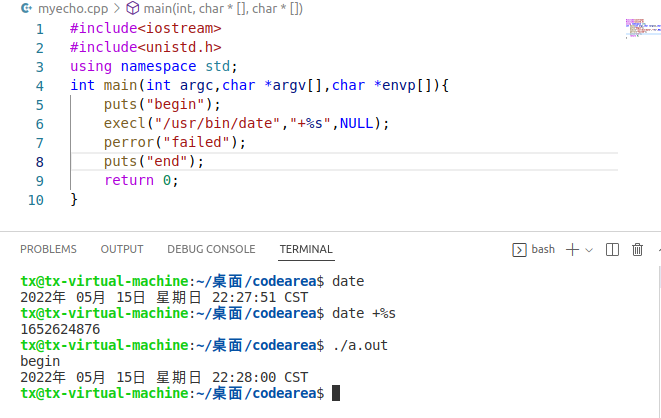 myecho.cpp > main(int, char * [], char * [])
1 #include<iostream>
2 #include<unistd.h>
3 using namespace std;
4 int main(int argc,char *argv[],char *envp[]){
5     puts("begin");
6     execl("/usr/bin/date","+%s",NULL);
7     perror("failed");
8     puts("end");
9     return 0;
10 }
PROBLEMS OUTPUT DEBUG CONSOLE TERMINAL bash
tx@tx-virtual-machine:~/桌面/codearea$ date
2022年 05月 15日 星期日 22:27:51 CST
tx@tx-virtual-machine:~/桌面/codearea$ date +%s
1652624876
tx@tx-virtual-machine:~/桌面/codearea$ ./a.out
begin
2022年 05月 15日 星期日 22:28:00 CST
tx@tx-virtual-machine:~/桌面/codearea$